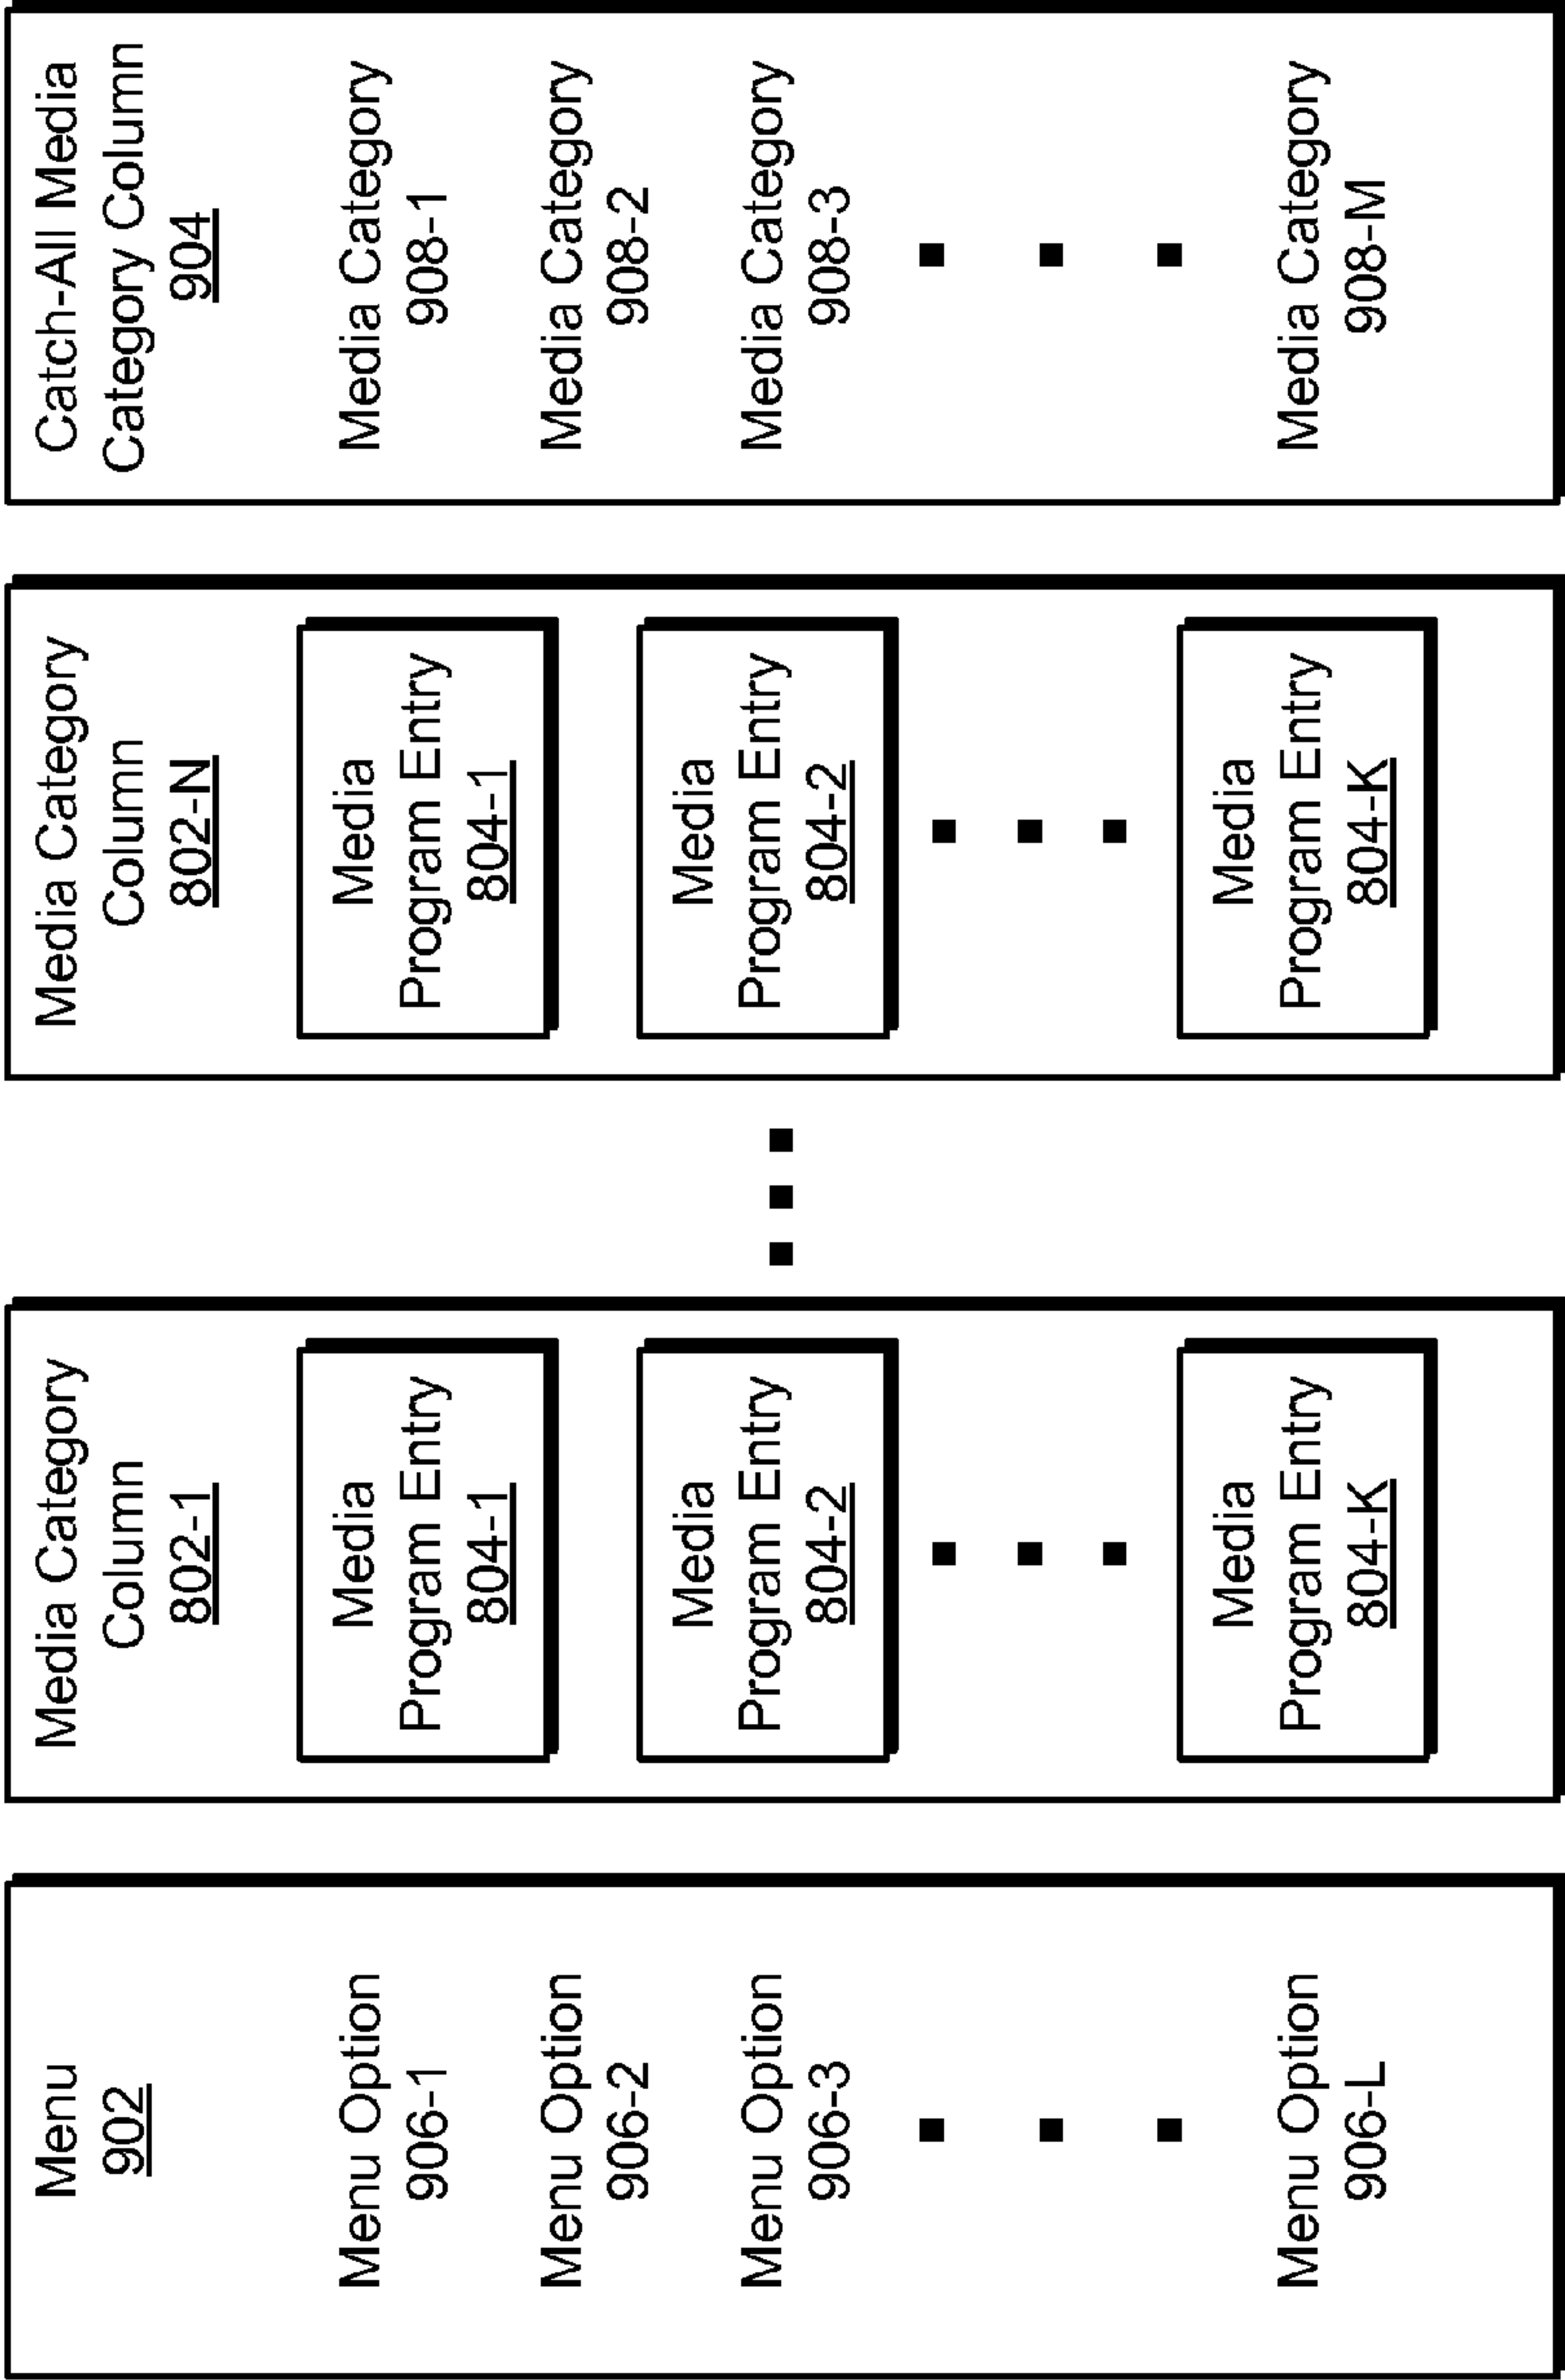 Menu
902
Menu Option
906-1
Menu Option
906-2
Menu Option
906-3
Menu Option
906-L
Media Category
Column
802-1
Media
Program Entry
804-1
Media
Program Entry
804-2
Media
Program Entry
804-K
Media Category
Column
802-N
Media
Program Entry
804-1
Media
Program Entry
804-2
Media
Program Entry
804-K
Catch-All Media
Category Column
904
Media Category
908-1
Media Category
908-2
Media Category
908-3
Media Category
908-M